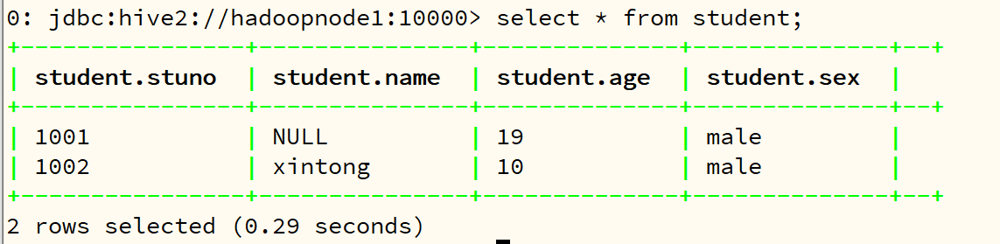 0: jdbc:hive2://hadoopnode1:10000> select * from student;
+----------------+---------------+--------------+--------------+--+
| student.stuno  | student.name  | student.age  | student.sex  |
+----------------+---------------+--------------+--------------+--+
| 1001           | NULL          | 19           | male         |
| 1002           | xintong       | 10           | male         |
+----------------+---------------+--------------+--------------+--+
2 rows selected (0.29 seconds)